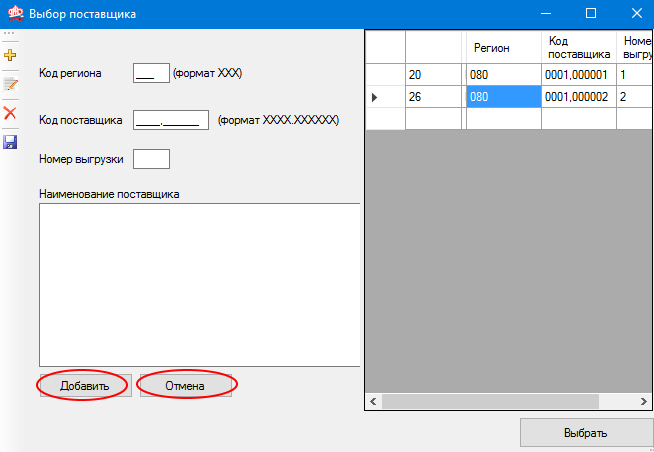 Выбор поставщика
Код региона ___ (формат XXX)
Код поставщика ____.______ (формат XXXX.XXXXXX)
Номер выгрузки
Наименование поставщика
Добавить Отмена
Регион Код поставщика Номе выгру
20 080 0001,000001 1
26 080 0001,000002 2
Выбрать